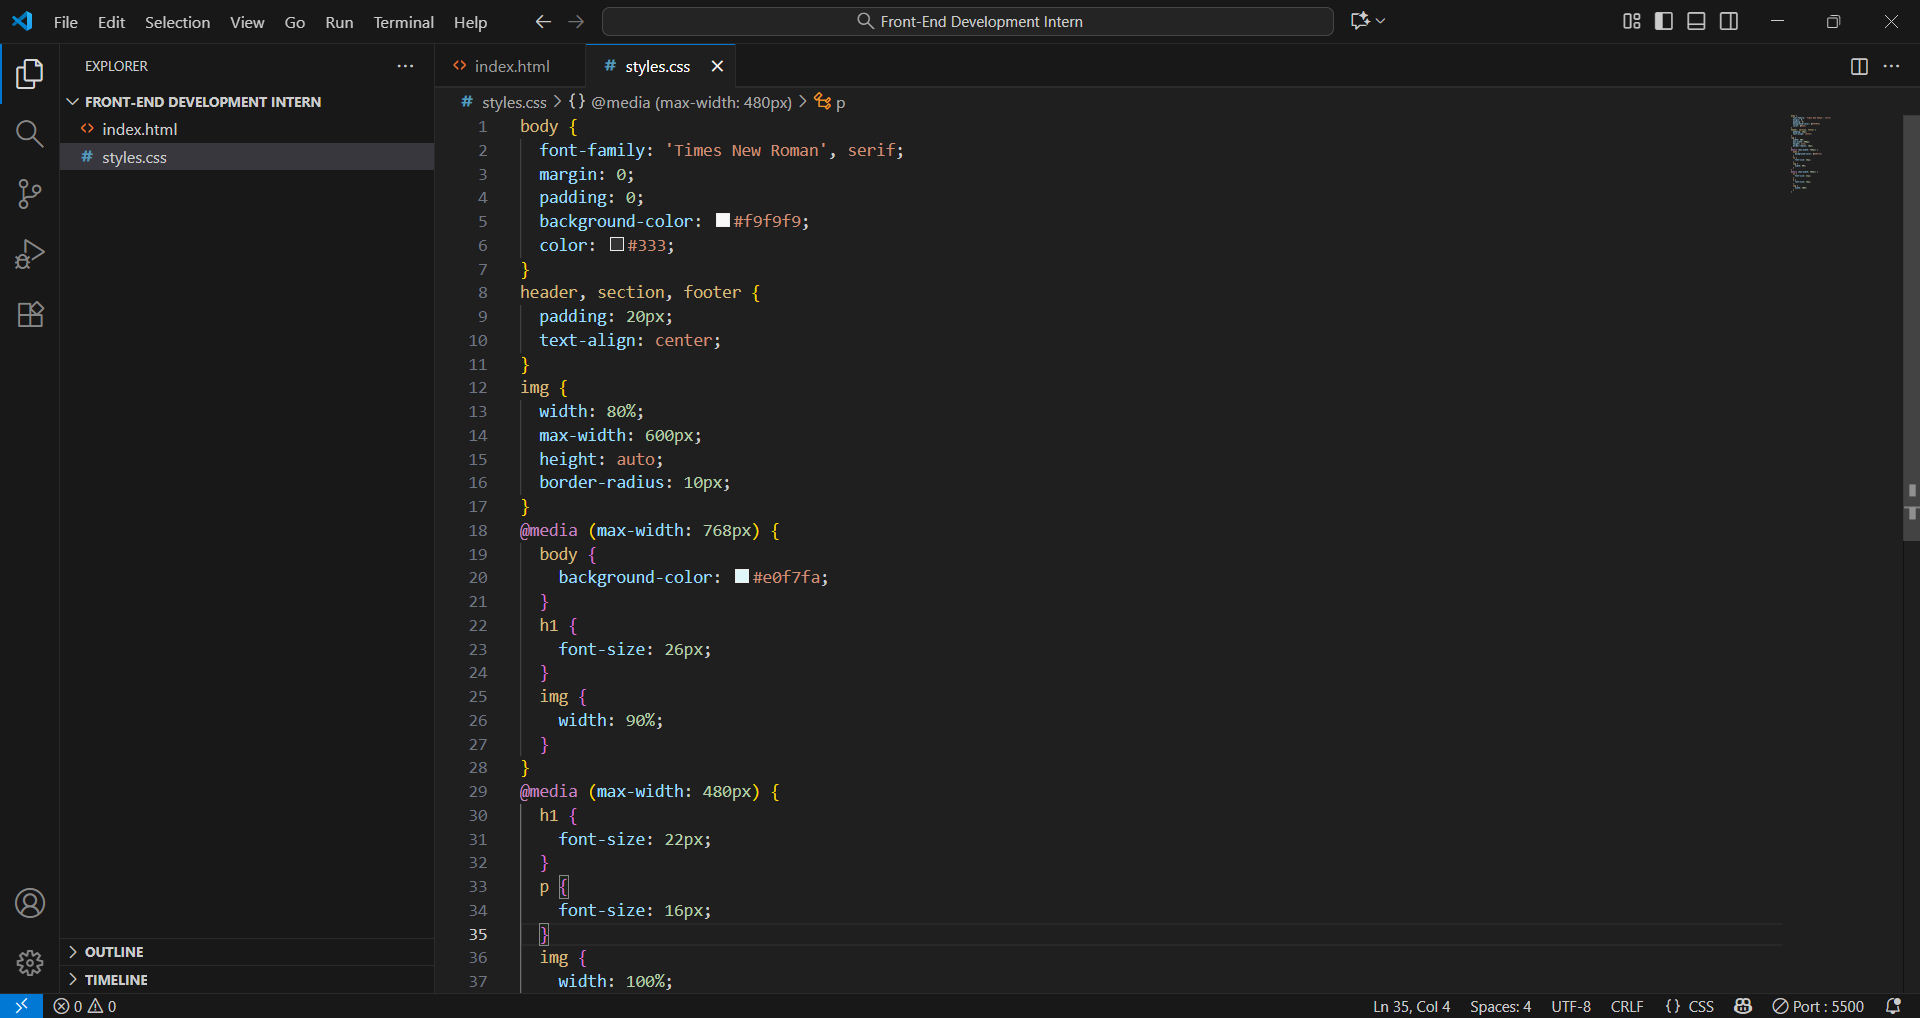 File Edit Selection View Go Run Terminal Help
Front-End Development Intern
EXPLORER
FRONT-END DEVELOPMENT INTERN
index.html
styles.css
OUTLINE
TIMELINE
index.html
styles.css
styles.css > {} @media (max-width: 480px) > p
1 body {
2 font-family: 'Times New Roman', serif;
3 margin: 0;
4 padding: 0;
5 background-color: #f9f9f9;
6 color: #333;
7 }
8 header, section, footer {
9 padding: 20px;
10 text-align: center;
11 }
12 img {
13 width: 80%;
14 max-width: 600px;
15 height: auto;
16 border-radius: 10px;
17 }
18 @media (max-width: 768px) {
19 body {
20 background-color: #e0f7fa;
21 }
22 h1 {
23 font-size: 26px;
24 }
25 img {
26 width: 90%;
27 }
28 }
29 @media (max-width: 480px) {
30 h1 {
31 font-size: 22px;
32 }
33 p {
34 font-size: 16px;
35 }
36 img {
37 width: 100%;
0 0
Ln 35, Col 4 Spaces: 4 UTF-8 CRLF {} CSS Port : 5500